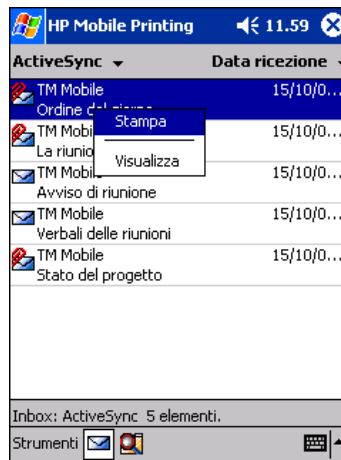 HP Mobile Printing 11.59
ActiveSync Data ricezione
TM Mobile 15/10/0...
Ordine del giorno
Stampa
TM Mobi 15/10/0...
La riunio
Visualizza
TM Mobil 15/10/0...
Avviso di riunione
TM Mobile 15/10/0...
Verbali delle riunioni
TM Mobile 15/10/0...
Stato del progetto
Inbox: ActiveSync 5 elementi.
Strumenti